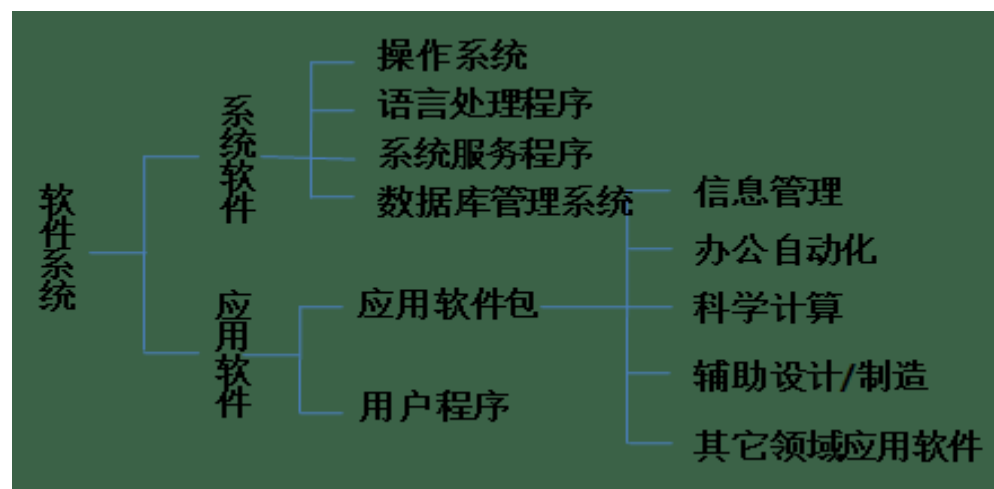 软件系统
系统软件
操作系统
语言处理程序
系统服务程序
数据库管理系统
应用软件
应用软件包
信息管理
办公自动化
科学计算
辅助设计/制造
其它领域应用软件
用户程序